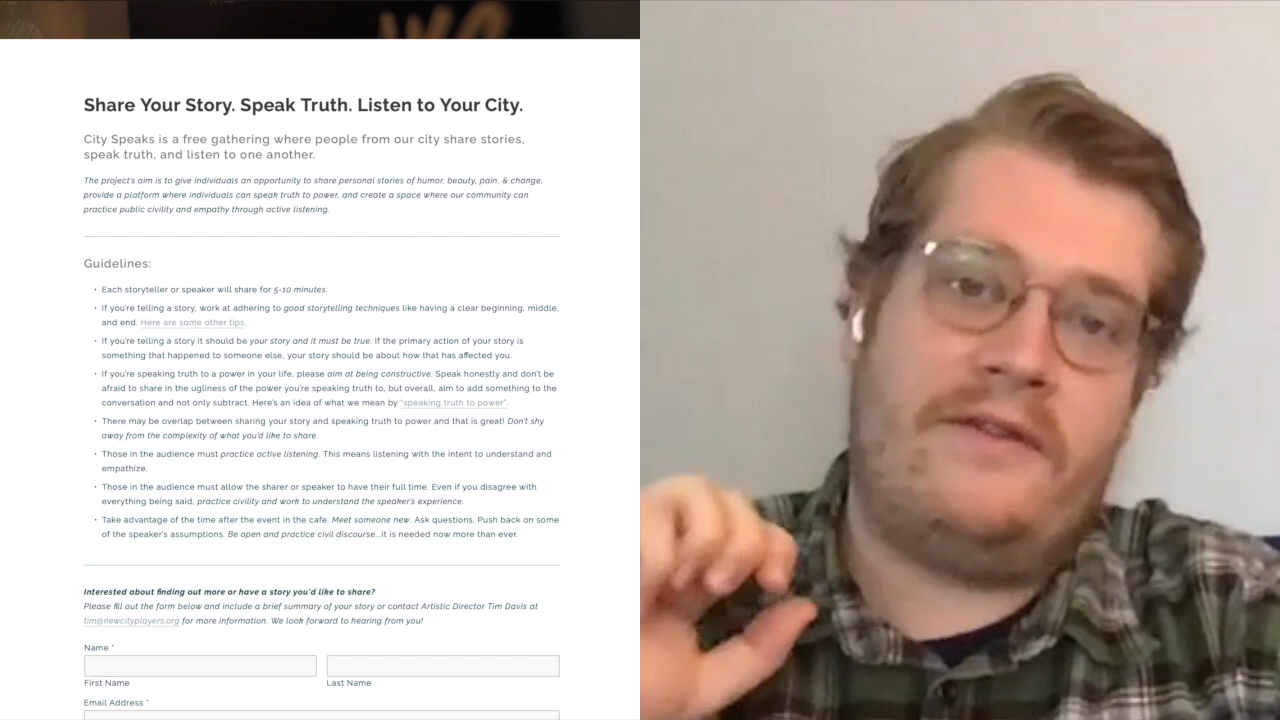 Share Your Story. Speak Truth. Listen to Your City.
City Speaks is a free gathering where people from our city share stories,
speak truth, and listen to one another.
The project's aim is to give individuals an opportunity to share personal stories of humor, beauty, pain, & change,
provide a platform where individuals can speak truth to power, and create a space where our community can
practice public civility and empathy through active listening.
Guidelines:
• Each storyteller or speaker will share for 5-10 minutes.
• If you're telling a story, work at adhering to good storytelling techniques like having a clear beginning, middle,
and end. Here are some other tips.
• If you're telling a story it should be your story and it must be true. If the primary action of your story is
something that happened to someone else, your story should be about how that has affected you.
• If you're speaking truth to a power in your life, please aim at being constructive. Speak honestly and don't be
afraid to share in the ugliness of the power you're speaking truth to, but overall, aim to add something to the
conversation and not only subtract. Here's an idea of what we mean by "speaking truth to power".
• There may be overlap between sharing your story and speaking truth to power and that is great! Don't shy
away from the complexity of what you'd like to share.
• Those in the audience must practice active listening. This means listening with the intent to understand and
empathize.
• Those in the audience must allow the sharer or speaker to have their full time. Even if you disagree with
everything being said, practice civility and work to understand the speaker's experience.
• Take advantage of the time after the event in the cafe. Meet someone new. Ask questions. Push back on some
of the speaker's assumptions. Be open and practice civil discourse...it is needed now more than ever.
Interested about finding out more or have a story you'd like to share?
Please fill out the form below and include a brief summary of your story or contact Artistic Director Tim Davis at
tim@newcityplayers.org for more information. We look forward to hearing from you!
Name *
First Name
Last Name
Email Address *